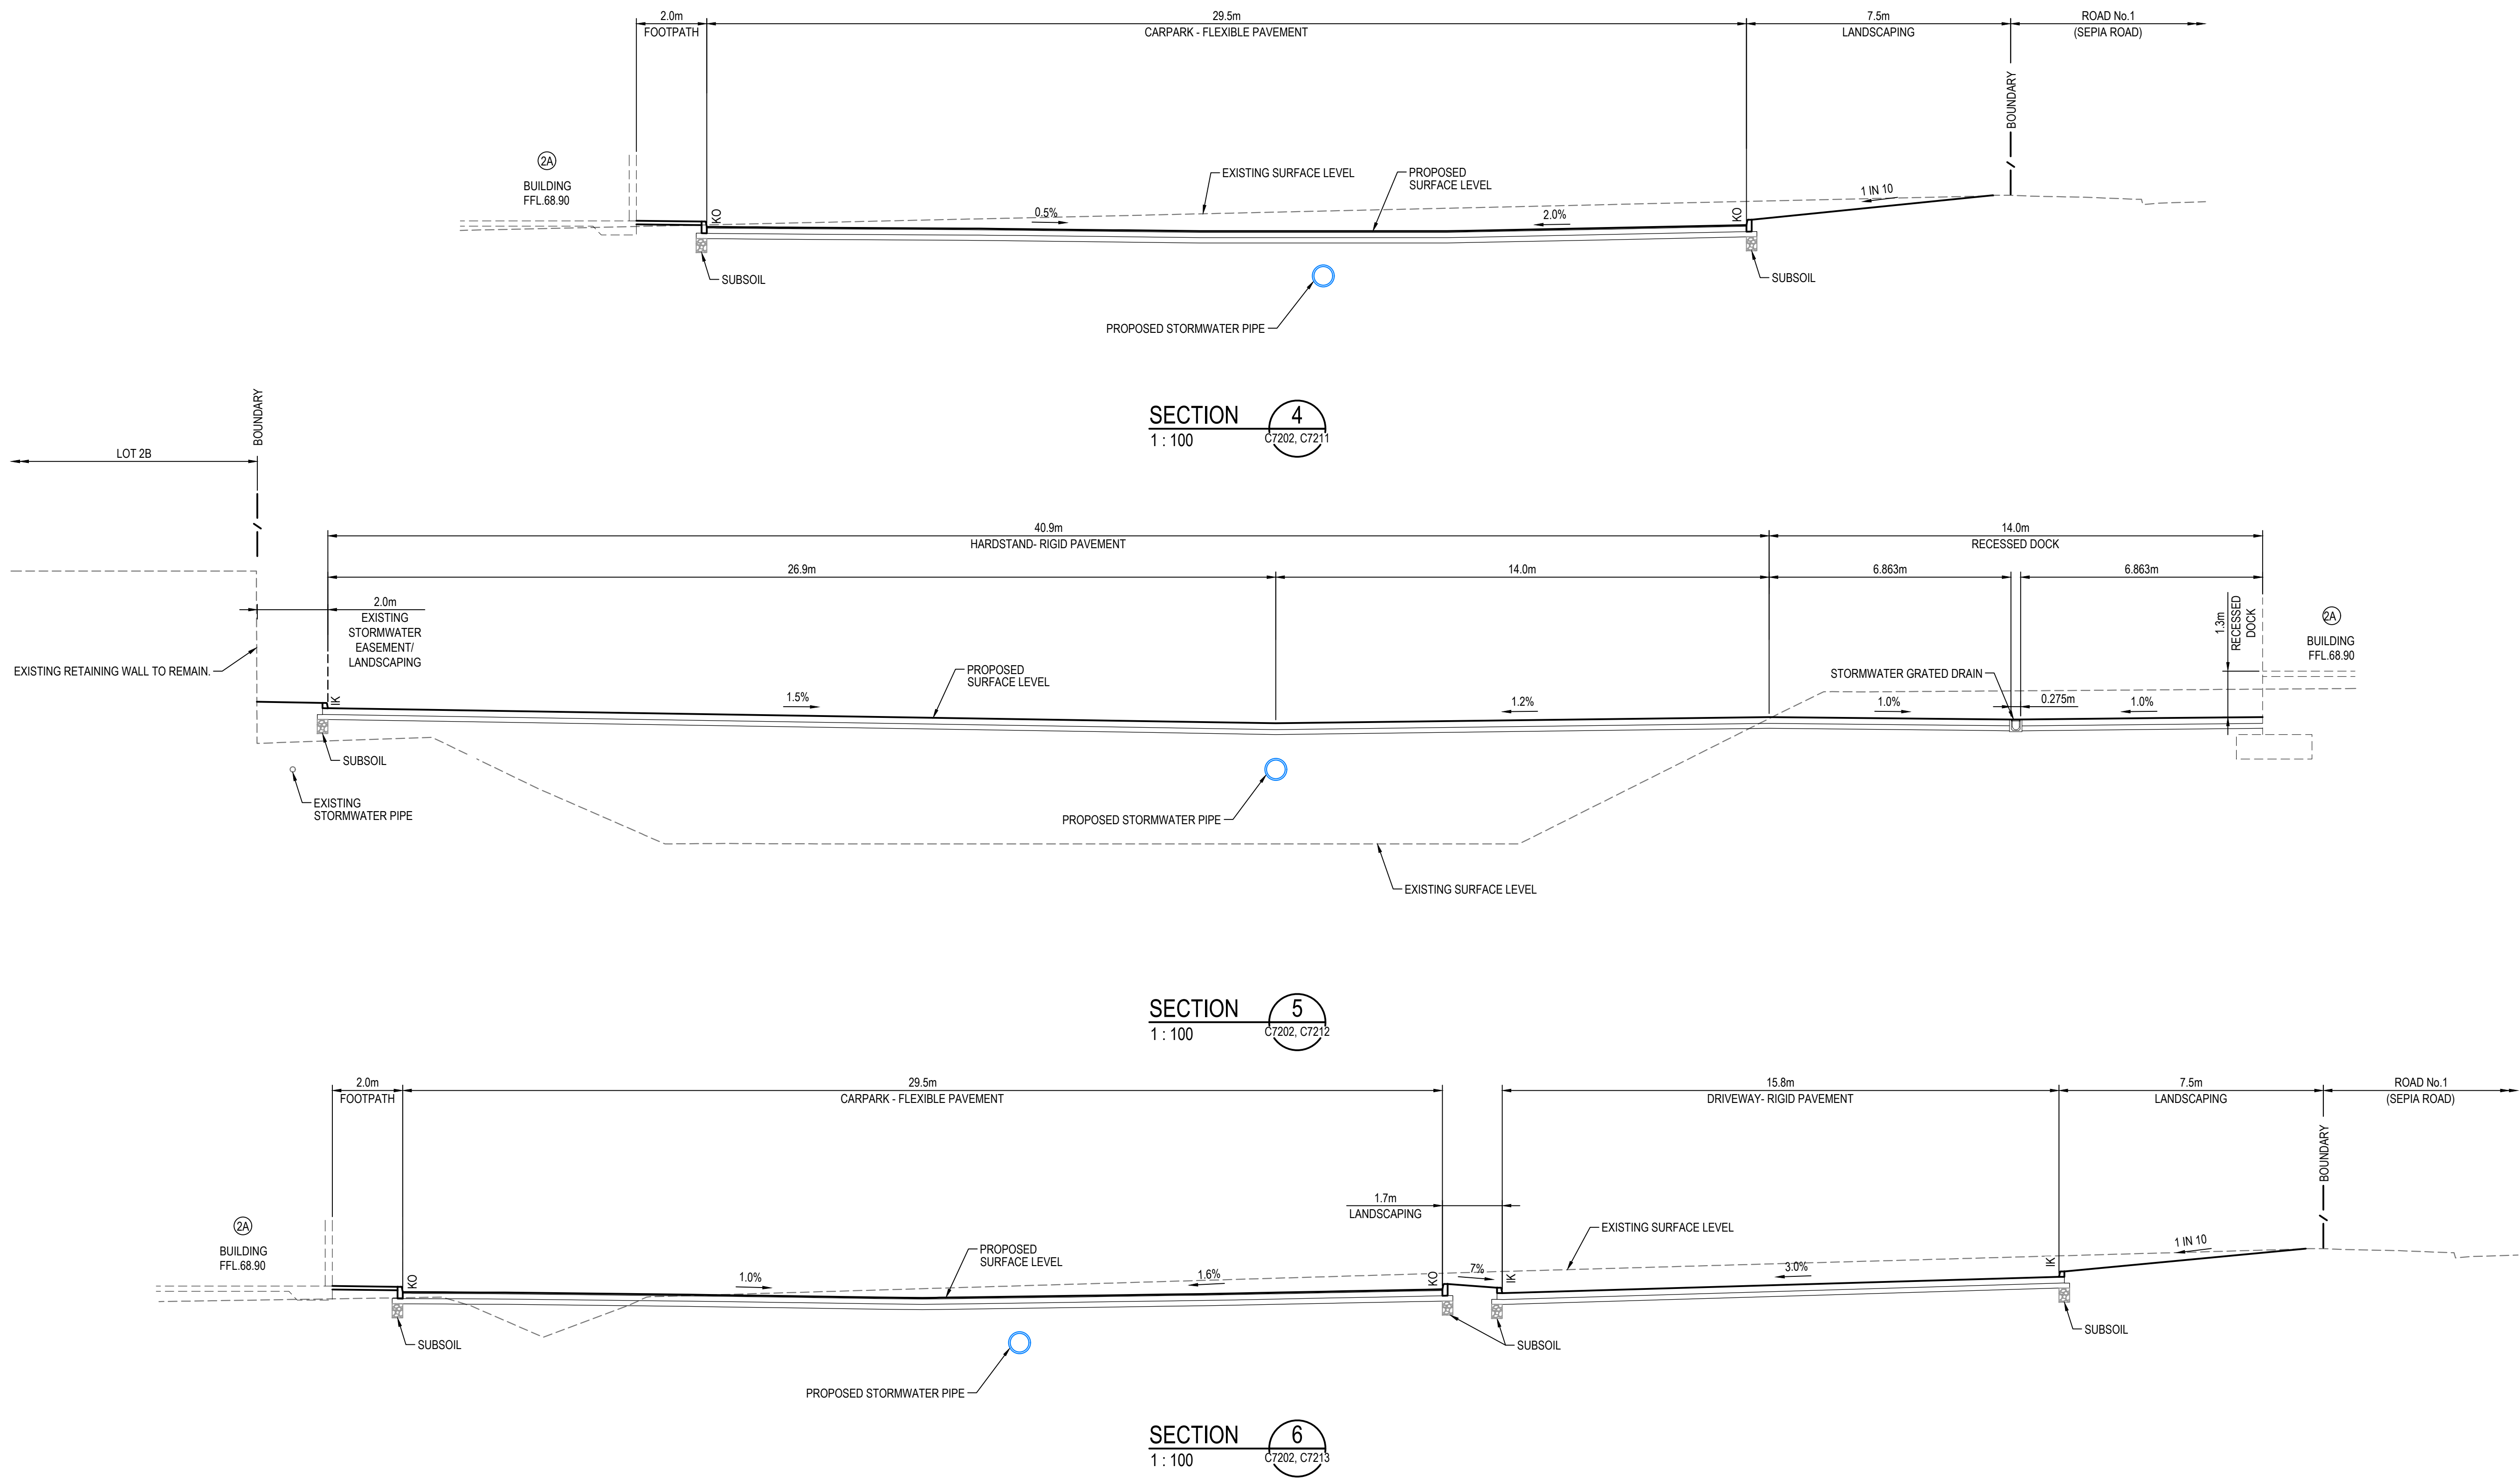 2.0m
FOOTPATH
29.5m
CARPARK - FLEXIBLE PAVEMENT
7.5m
LANDSCAPING
ROAD No.1
(SEPIA ROAD)
BOUNDARY
2A
BUILDING
FFL.68.90
KO
EXISTING SURFACE LEVEL
PROPOSED
SURFACE LEVEL
0.5%
2.0%
KO
1 IN 10
SUBSOIL
SUBSOIL
PROPOSED STORMWATER PIPE
SECTION
1 : 100
4
C7202, C7211
BOUNDARY
LOT 2B
40.9m
HARDSTAND- RIGID PAVEMENT
14.0m
RECESSED DOCK
26.9m
14.0m
6.863m
6.863m
2.0m
EXISTING
STORMWATER
EASEMENT/
LANDSCAPING
1.3m
RECESSED
DOCK
2A
BUILDING
FFL.68.90
EXISTING RETAINING WALL TO REMAIN.
PROPOSED
SURFACE LEVEL
STORMWATER GRATED DRAIN
IK
1.5%
1.2%
1.0%
0.275m
1.0%
SUBSOIL
EXISTING
STORMWATER PIPE
PROPOSED STORMWATER PIPE
EXISTING SURFACE LEVEL
SECTION
1 : 100
5
C7202, C7212
2.0m
FOOTPATH
29.5m
CARPARK - FLEXIBLE PAVEMENT
15.8m
DRIVEWAY- RIGID PAVEMENT
7.5m
LANDSCAPING
ROAD No.1
(SEPIA ROAD)
BOUNDARY
1.7m
LANDSCAPING
2A
BUILDING
FFL.68.90
PROPOSED
SURFACE LEVEL
EXISTING SURFACE LEVEL
KO
1.0%
1.6%
KO
7%
IK
3.0%
IK
1 IN 10
SUBSOIL
SUBSOIL
SUBSOIL
PROPOSED STORMWATER PIPE
SECTION
1 : 100
6
C7202, C7213